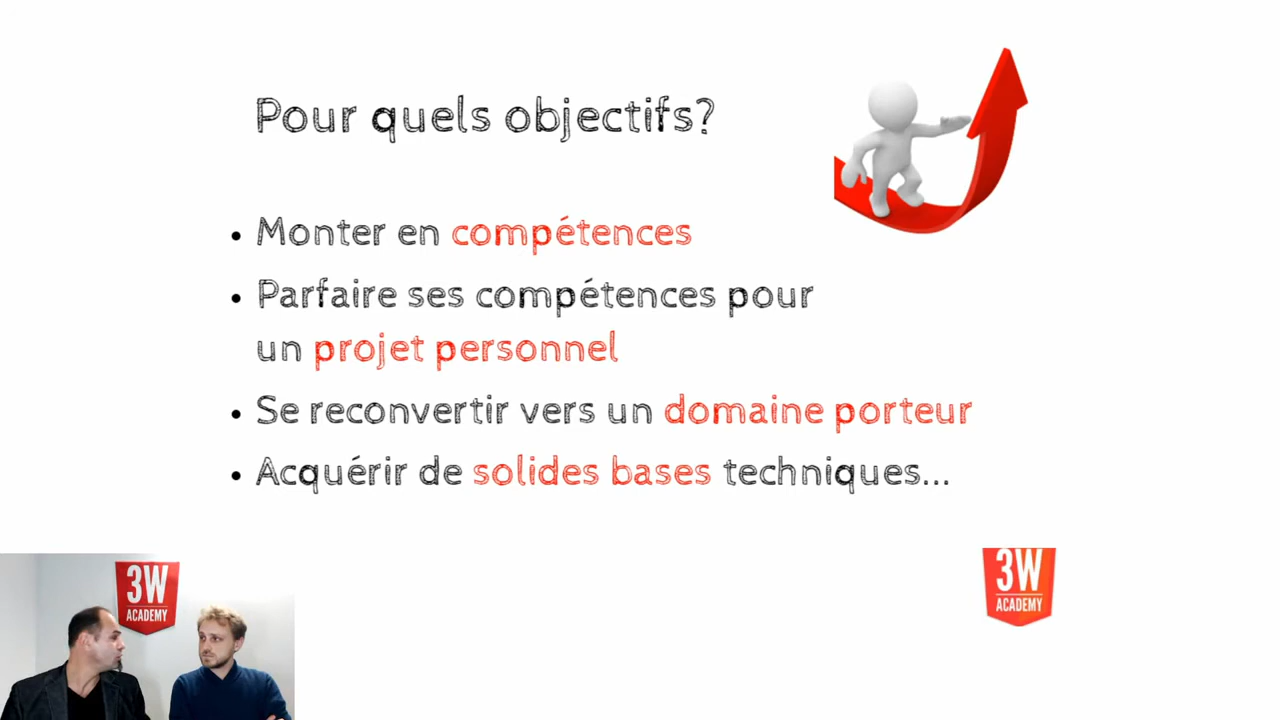 Pour quels objectifs?
• Monter en compétences
• Parfaire ses compétences pour
un projet personnel
• Se reconvertir vers un domaine porteur
• Acquérir de solides bases techniques...
3W
ACADEMY
3W
ACADEMY